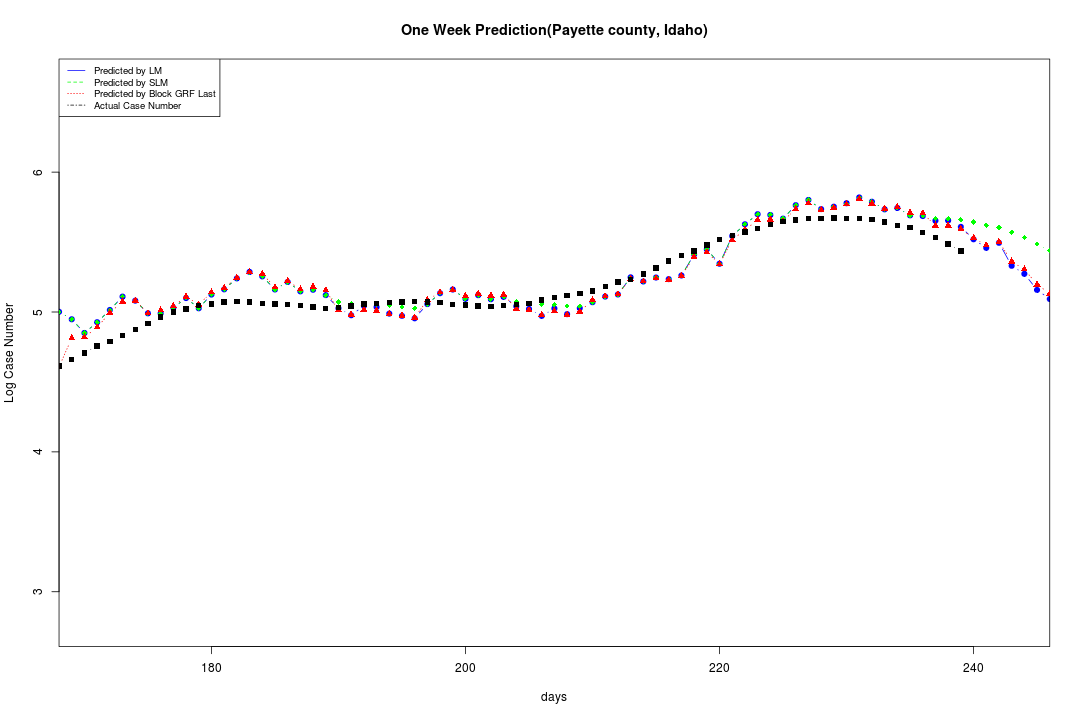 One Week Prediction(Payette county, Idaho)
Predicted by LM
Predicted by SLM
Predicted by Block GRF Last
Actual Case Number
6
5
4
3
Log Case Number
180
200
220
240
days